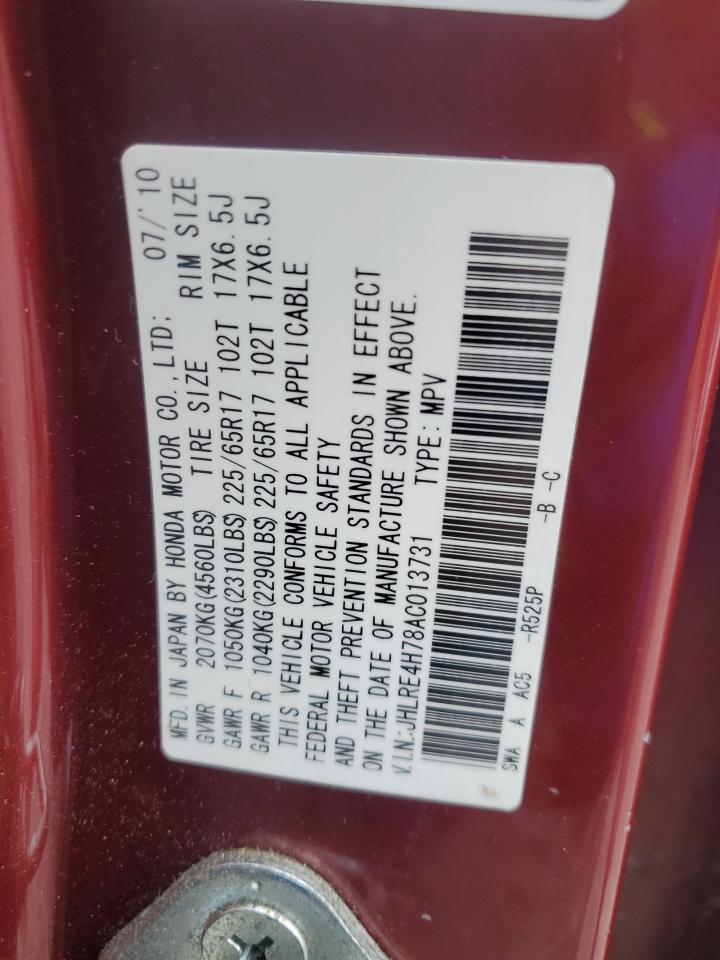 MFD. IN JAPAN BY HONDA MOTOR CO., LTD; 07/'10
GVWR 2070KG(4560LBS) TIRE SIZE RIM SIZE
GAWR F 1050KG(2310LBS) 225/65R17 102T 17X6.5J
GAWR R 1040KG(2290LBS) 225/65R17 102T 17X6.5J
THIS VEHICLE CONFORMS TO ALL APPLICABLE
FEDERAL MOTOR VEHICLE SAFETY
AND THEFT PREVENTION STANDARDS IN EFFECT
ON THE DATE OF MANUFACTURE SHOWN ABOVE.
V.I.N.:JHLRE4H78AC013731 TYPE:MPV
SWA A AC5 -R525P -B -C